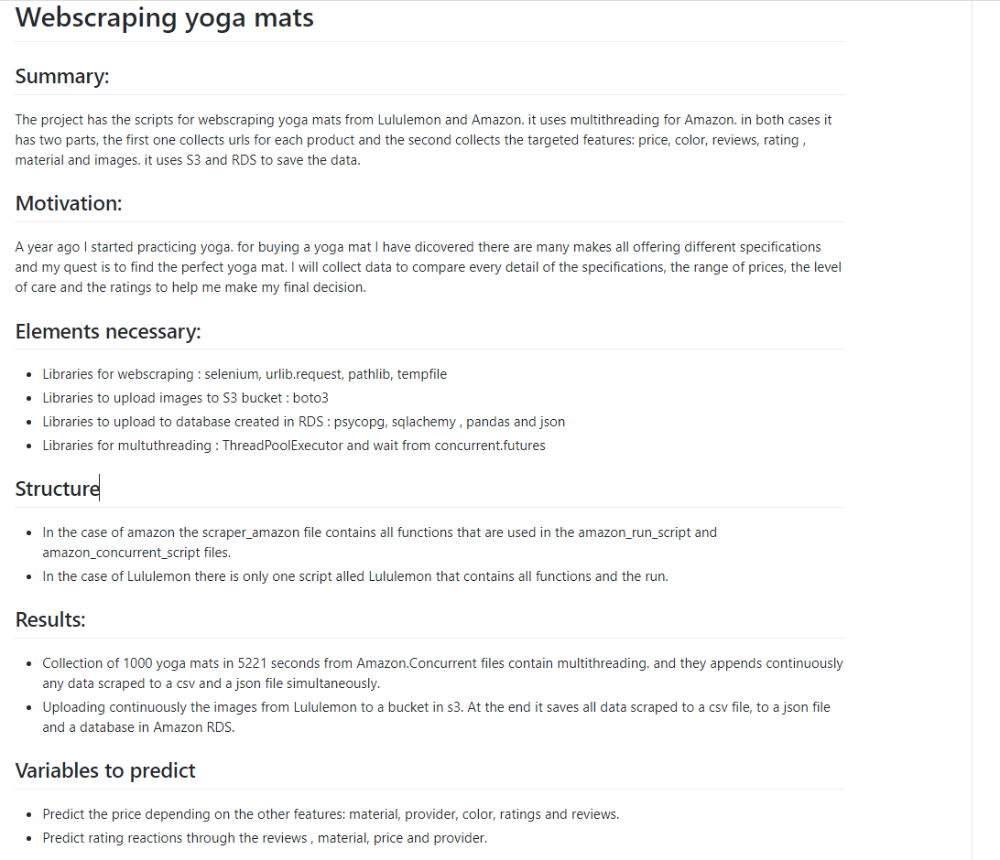 Webscraping yoga mats
Summary:
The project has the scripts for webscraping yoga mats from Lululemon and Amazon. it uses multithreading for Amazon. in both cases it
has two parts, the first one collects urls for each product and the second collects the targeted features: price, color, reviews, rating ,
material and images. it uses S3 and RDS to save the data.
Motivation:
A year ago I started practicing yoga. for buying a yoga mat I have dicovered there are many makes all offering different specifications
and my quest is to find the perfect yoga mat. I will collect data to compare every detail of the specifications, the range of prices, the level
of care and the ratings to help me make my final decision.
Elements necessary:
• Libraries for webscraping : selenium, urlib.request, pathlib, tempfile
• Libraries to upload images to S3 bucket : boto3
• Libraries to upload to database created in RDS : psycopg, sqlachemy , pandas and json
• Libraries for multuthreading : ThreadPoolExecutor and wait from concurrent.futures
Structure
• In the case of amazon the scraper_amazon file contains all functions that are used in the amazon_run_script and
amazon_concurrent_script files.
• In the case of Lululemon there is only one script alled Lululemon that contains all functions and the run.
Results:
• Collection of 1000 yoga mats in 5221 seconds from Amazon.Concurrent files contain multithreading. and they appends continuously
any data scraped to a csv and a json file simultaneously.
• Uploading continuously the images from Lululemon to a bucket in s3. At the end it saves all data scraped to a csv file, to a json file
and a database in Amazon RDS.
Variables to predict
• Predict the price depending on the other features: material, provider, color, ratings and reviews.
• Predict rating reactions through the reviews , material, price and provider.